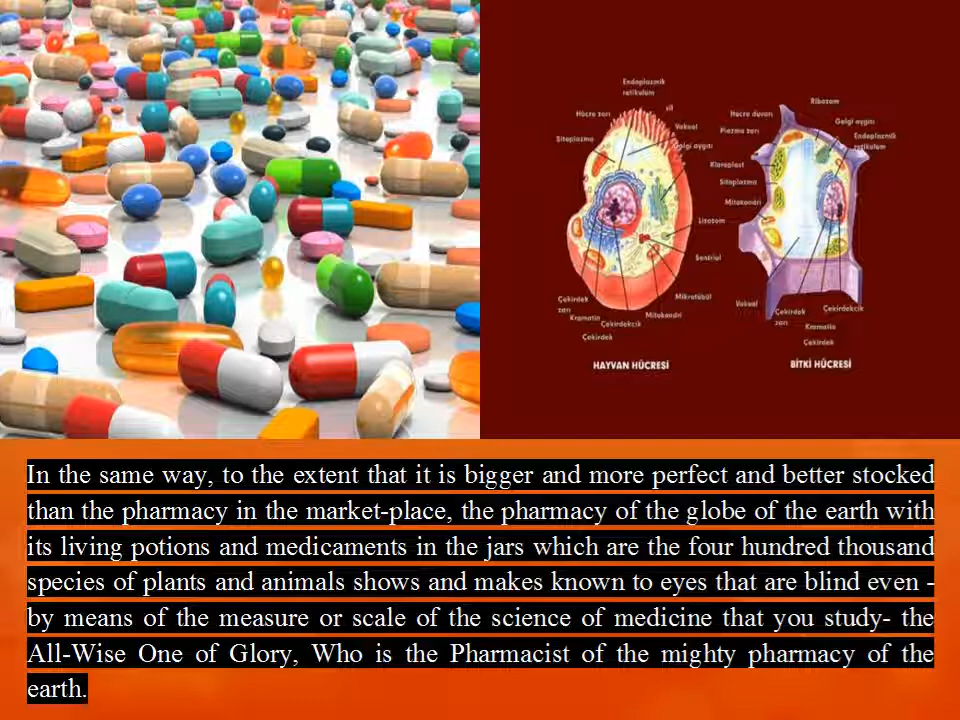 Endoplazmik
retikulum
Hücre zarı
Vakuol
Sitoplazma
Golgi aygıtı
Lizozom
Sentriol
Mikrotübül
Mitokondri
Çekirdek
zarı
Kromatin
Çekirdekçik
Çekirdek
HAYVAN HÜCRESİ
Ribozom
Hücre duvarı
Golgi aygıtı
Plazma zarı
Endoplazmik
retikulum
Kloroplast
Sitoplazma
Mitokondri
Vakuol
Çekirdek
zarı
Çekirdekçik
Kromatin
Çekirdek
BİTKİ HÜCRESİ
In the same way, to the extent that it is bigger and more perfect and better stocked
than the pharmacy in the market-place, the pharmacy of the globe of the earth with
its living potions and medicaments in the jars which are the four hundred thousand
species of plants and animals shows and makes known to eyes that are blind even -
by means of the measure or scale of the science of medicine that you study- the
All-Wise One of Glory, Who is the Pharmacist of the mighty pharmacy of the
earth.